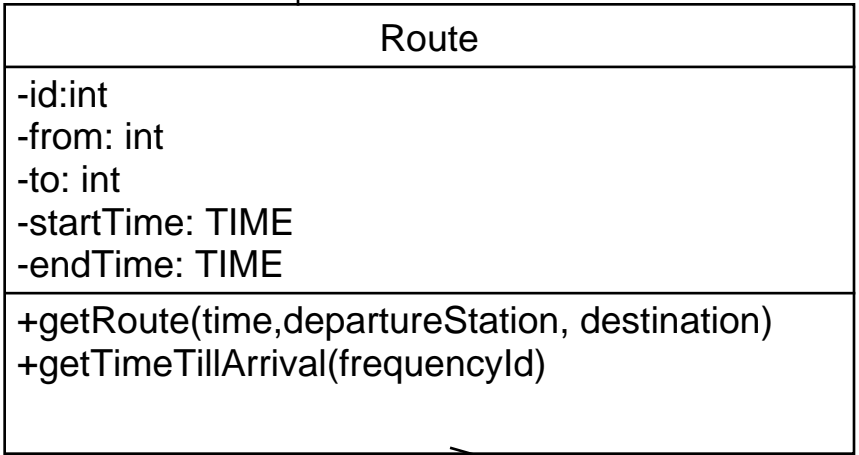 Route
-id:int
-from: int
-to: int
-startTime: TIME
-endTime: TIME
+getRoute(time,departureStation, destination)
+getTimeTillArrival(frequencyId)